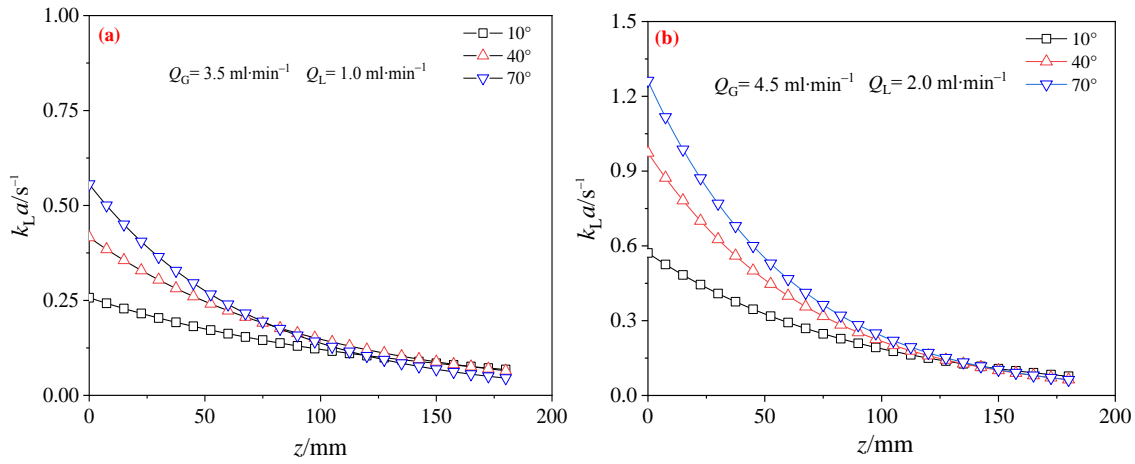 (a)
10°
40°
70°
Q_G= 3.5 ml·min⁻¹ Q_L= 1.0 ml·min⁻¹
1.00
0.75
0.50
0.25
0.00
k_L a/s⁻¹
0 50 100 150 200
z/mm
(b)
10°
40°
70°
Q_G= 4.5 ml·min⁻¹ Q_L= 2.0 ml·min⁻¹
1.5
1.2
0.9
0.6
0.3
0.0
k_L a/s⁻¹
0 50 100 150 200
z/mm